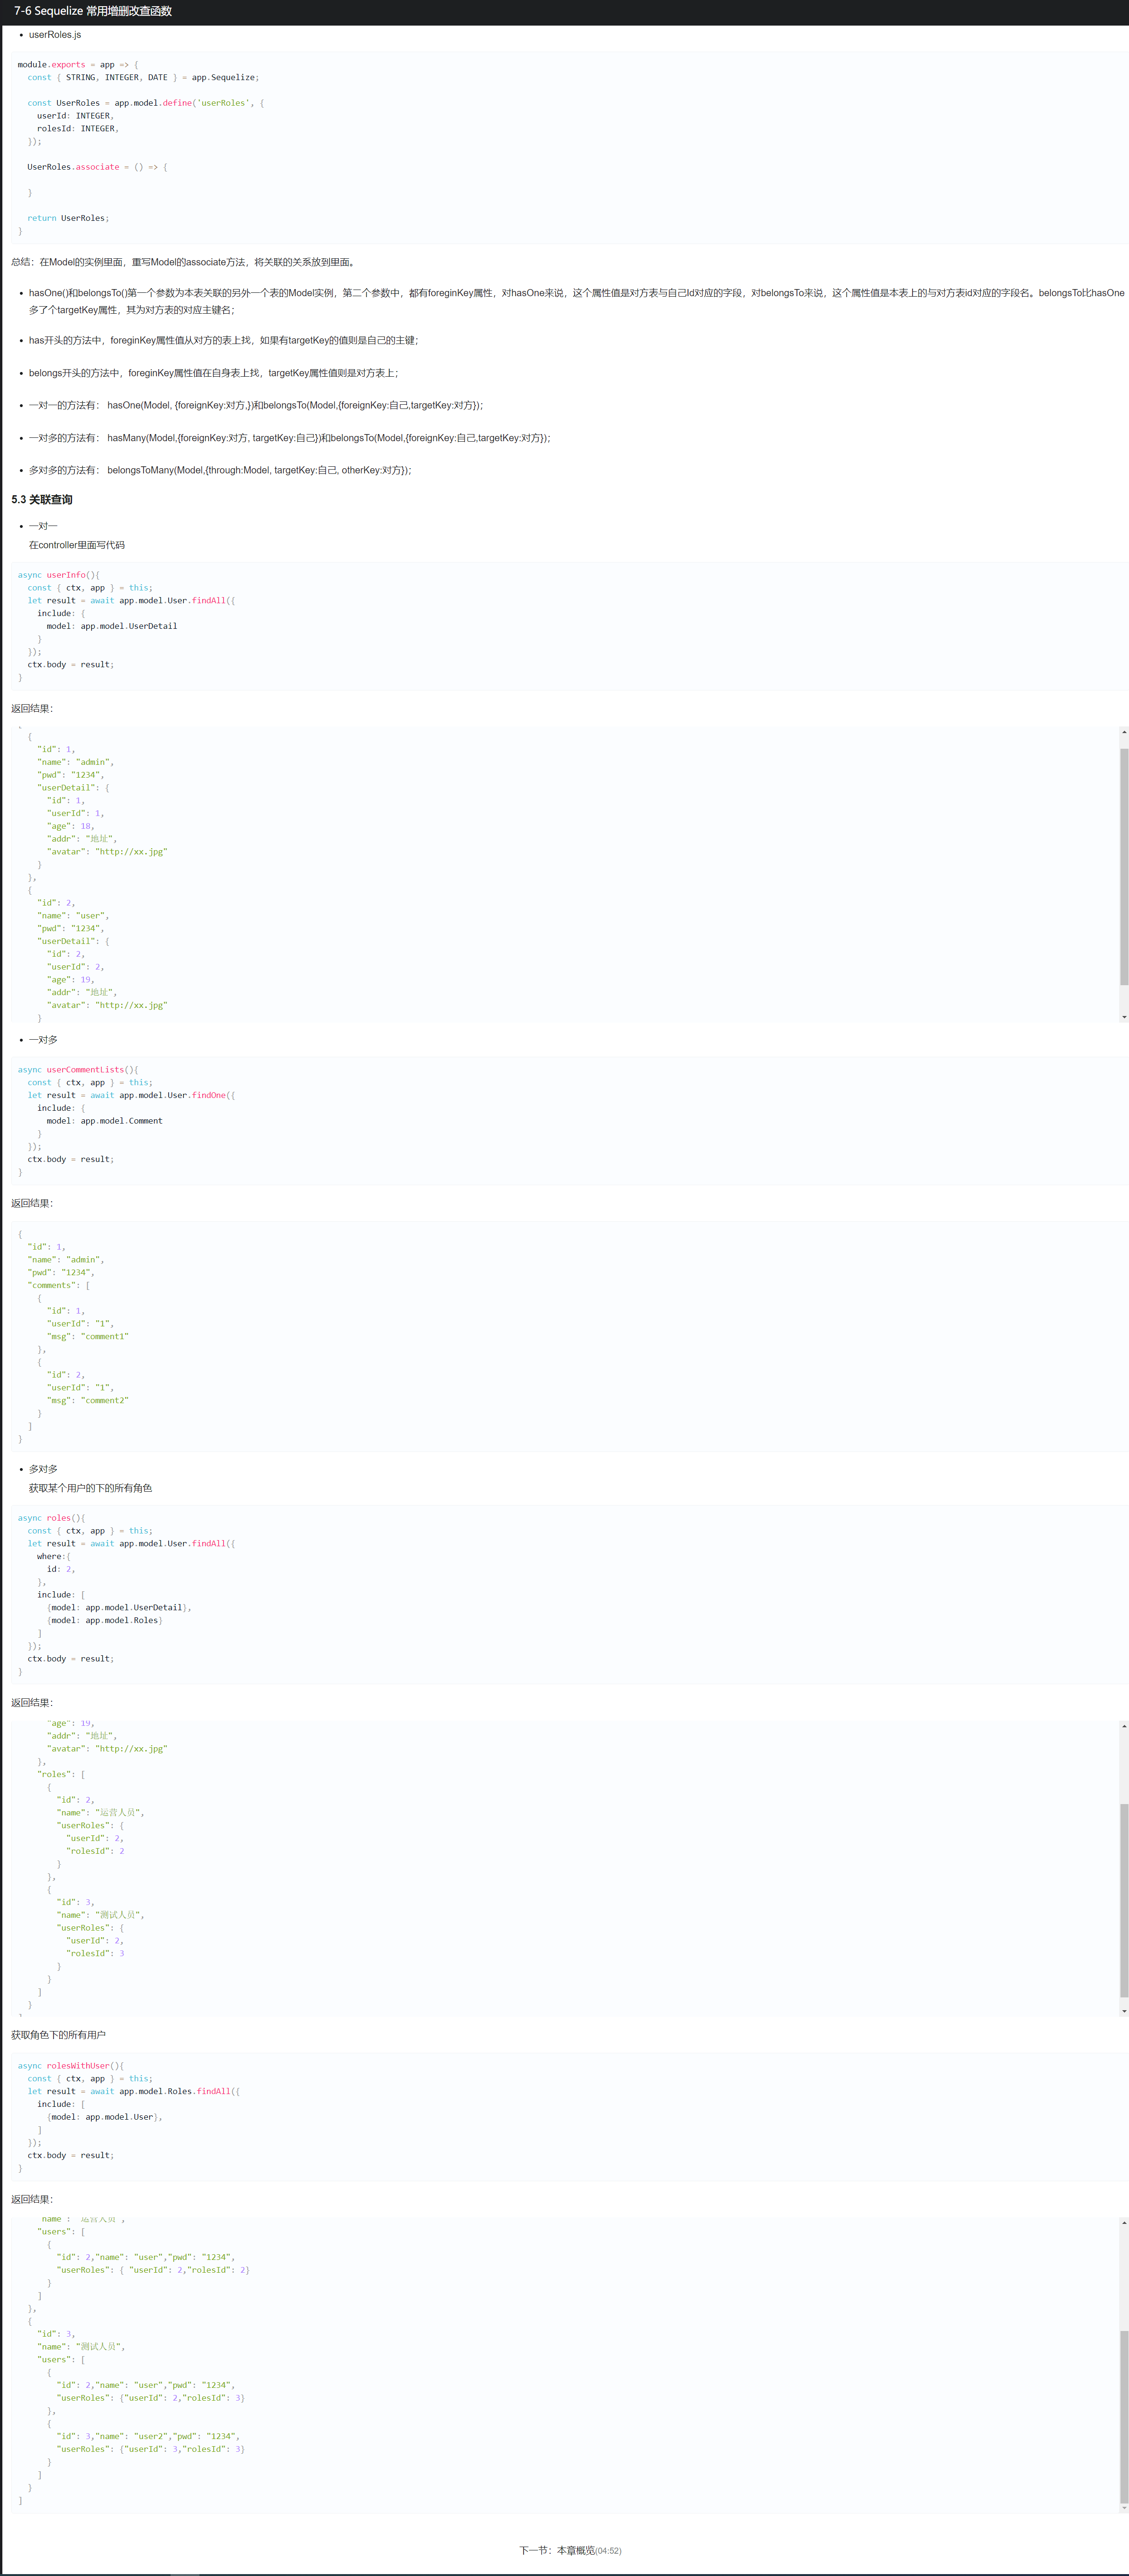 7-6 Sequelize 常用增删改查函数
• userRoles.js
module.exports = app => {
  const { STRING, INTEGER, DATE } = app.Sequelize;
  const UserRoles = app.model.define('userRoles', {
    userId: INTEGER,
    rolesId: INTEGER,
  });
  UserRoles.associate = () => {
  }
  return UserRoles;
}
总结：在Model的实例里面，重写Model的associate方法，将关联的关系放到里面。
• hasOne()和belongsTo()第一个参数为本表关联的另外一个表的Model实例，第二个参数中，都有foreginKey属性，对hasOne来说，这个属性值是对方表与自己Id对应的字段，对belongsTo来说，这个属性值是本表上的与对方表id对应的字段名。belongsTo比hasOne
多了个targetKey属性，其为对方表的对应主键名；
• has开头的方法中，foreginKey属性值从对方的表上找，如果有targetKey的值则是自己的主键；
• belongs开头的方法中，foreginKey属性值在自身表上找，targetKey属性值则是对方表上；
• 一对一的方法有： hasOne(Model, {foreignKey:对方,})和belongsTo(Model,{foreignKey:自己,targetKey:对方});
• 一对多的方法有： hasMany(Model,{foreignKey:对方, targetKey:自己})和belongsTo(Model,{foreignKey:自己,targetKey:对方});
• 多对多的方法有： belongsToMany(Model,{through:Model, targetKey:自己, otherKey:对方});
5.3 关联查询
• 一对一
在controller里面写代码
async userInfo(){
  const { ctx, app } = this;
  let result = await app.model.User.findAll({
    include: {
      model: app.model.UserDetail
    }
  });
  ctx.body = result;
}
返回结果：
  {
    "id": 1,
    "name": "admin",
    "pwd": "1234",
    "userDetail": {
      "id": 1,
      "userId": 1,
      "age": 18,
      "addr": "地址",
      "avatar": "http://xx.jpg"
    }
  },
  {
    "id": 2,
    "name": "user",
    "pwd": "1234",
    "userDetail": {
      "id": 2,
      "userId": 2,
      "age": 19,
      "addr": "地址",
      "avatar": "http://xx.jpg"
    }
• 一对多
async userCommentLists(){
  const { ctx, app } = this;
  let result = await app.model.User.findOne({
    include: {
      model: app.model.Comment
    }
  });
  ctx.body = result;
}
返回结果：
{
  "id": 1,
  "name": "admin",
  "pwd": "1234",
  "comments": [
    {
      "id": 1,
      "userId": "1",
      "msg": "comment1"
    },
    {
      "id": 2,
      "userId": "1",
      "msg": "comment2"
    }
  ]
}
• 多对多
获取某个用户的下的所有角色
async roles(){
  const { ctx, app } = this;
  let result = await app.model.User.findAll({
    where:{
      id: 2,
    },
    include: [
      {model: app.model.UserDetail},
      {model: app.model.Roles}
    ]
  });
  ctx.body = result;
}
返回结果：
      "age": 19,
      "addr": "地址",
      "avatar": "http://xx.jpg"
    },
    "roles": [
      {
        "id": 2,
        "name": "运营人员",
        "userRoles": {
          "userId": 2,
          "rolesId": 2
        }
      },
      {
        "id": 3,
        "name": "测试人员",
        "userRoles": {
          "userId": 2,
          "rolesId": 3
        }
      }
    ]
  }
获取角色下的所有用户
async rolesWithUser(){
  const { ctx, app } = this;
  let result = await app.model.Roles.findAll({
    include: [
      {model: app.model.User},
    ]
  });
  ctx.body = result;
}
返回结果：
    "name": "运营人员",
    "users": [
      {
        "id": 2,"name": "user","pwd": "1234",
        "userRoles": { "userId": 2,"rolesId": 2}
      }
    ]
  },
  {
    "id": 3,
    "name": "测试人员",
    "users": [
      {
        "id": 2,"name": "user","pwd": "1234",
        "userRoles": {"userId": 2,"rolesId": 3}
      },
      {
        "id": 3,"name": "user2","pwd": "1234",
        "userRoles": {"userId": 3,"rolesId": 3}
      }
    ]
  }
]
下一节：本章概览(04:52)